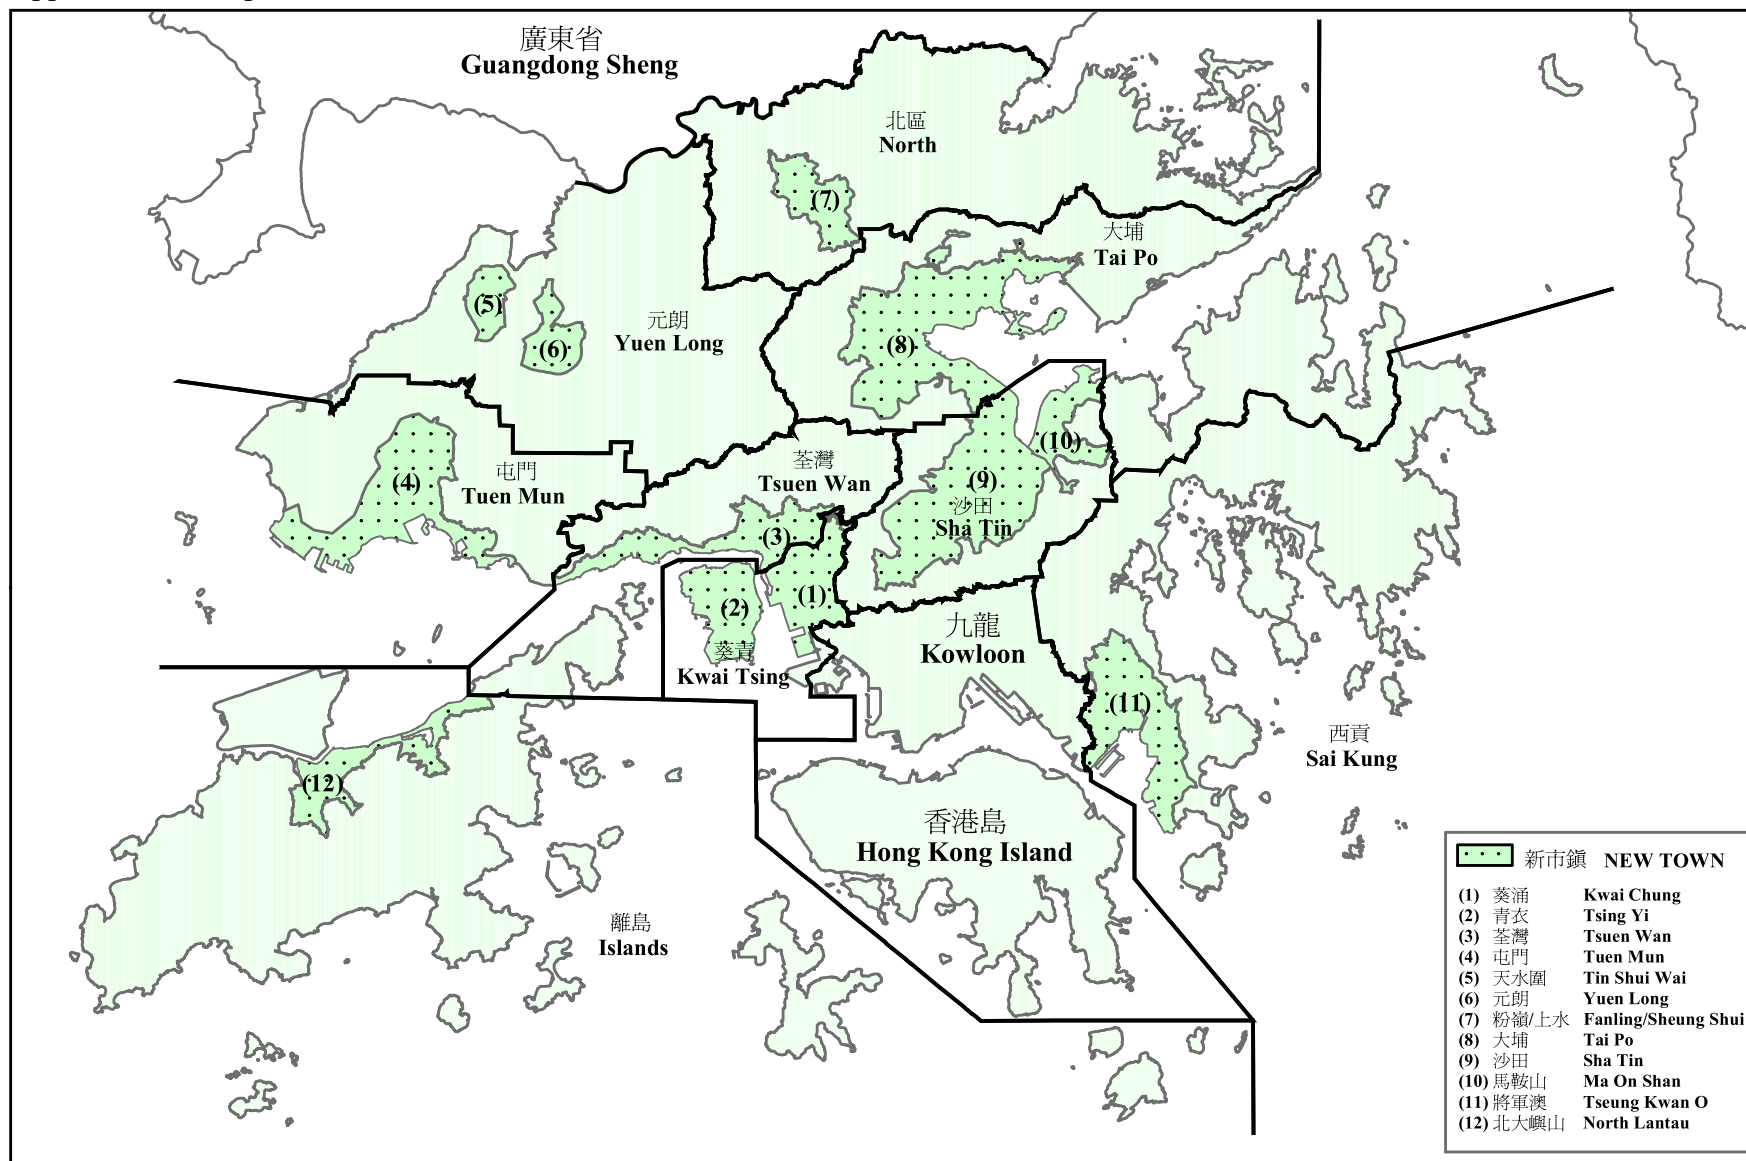 廣東省
Guangdong Sheng
北區
North
(7)
大埔
Tai Po
(5)
元朗
Yuen Long
(6)
(8)
(10)
荃灣
Tsuen Wan
屯門
Tuen Mun
(4)
(9)
沙田
Sha Tin
(3)
(1)
(2)
葵青
Kwai Tsing
九龍
Kowloon
(11)
西貢
Sai Kung
(12)
香港島
Hong Kong Island
離島
Islands
新市鎮 NEW TOWN
(1) 葵涌 Kwai Chung
(2) 青衣 Tsing Yi
(3) 荃灣 Tsuen Wan
(4) 屯門 Tuen Mun
(5) 天水圍 Tin Shui Wai
(6) 元朗 Yuen Long
(7) 粉嶺/上水 Fanling/Sheung Shui
(8) 大埔 Tai Po
(9) 沙田 Sha Tin
(10) 馬鞍山 Ma On Shan
(11) 將軍澳 Tseung Kwan O
(12) 北大嶼山 North Lantau